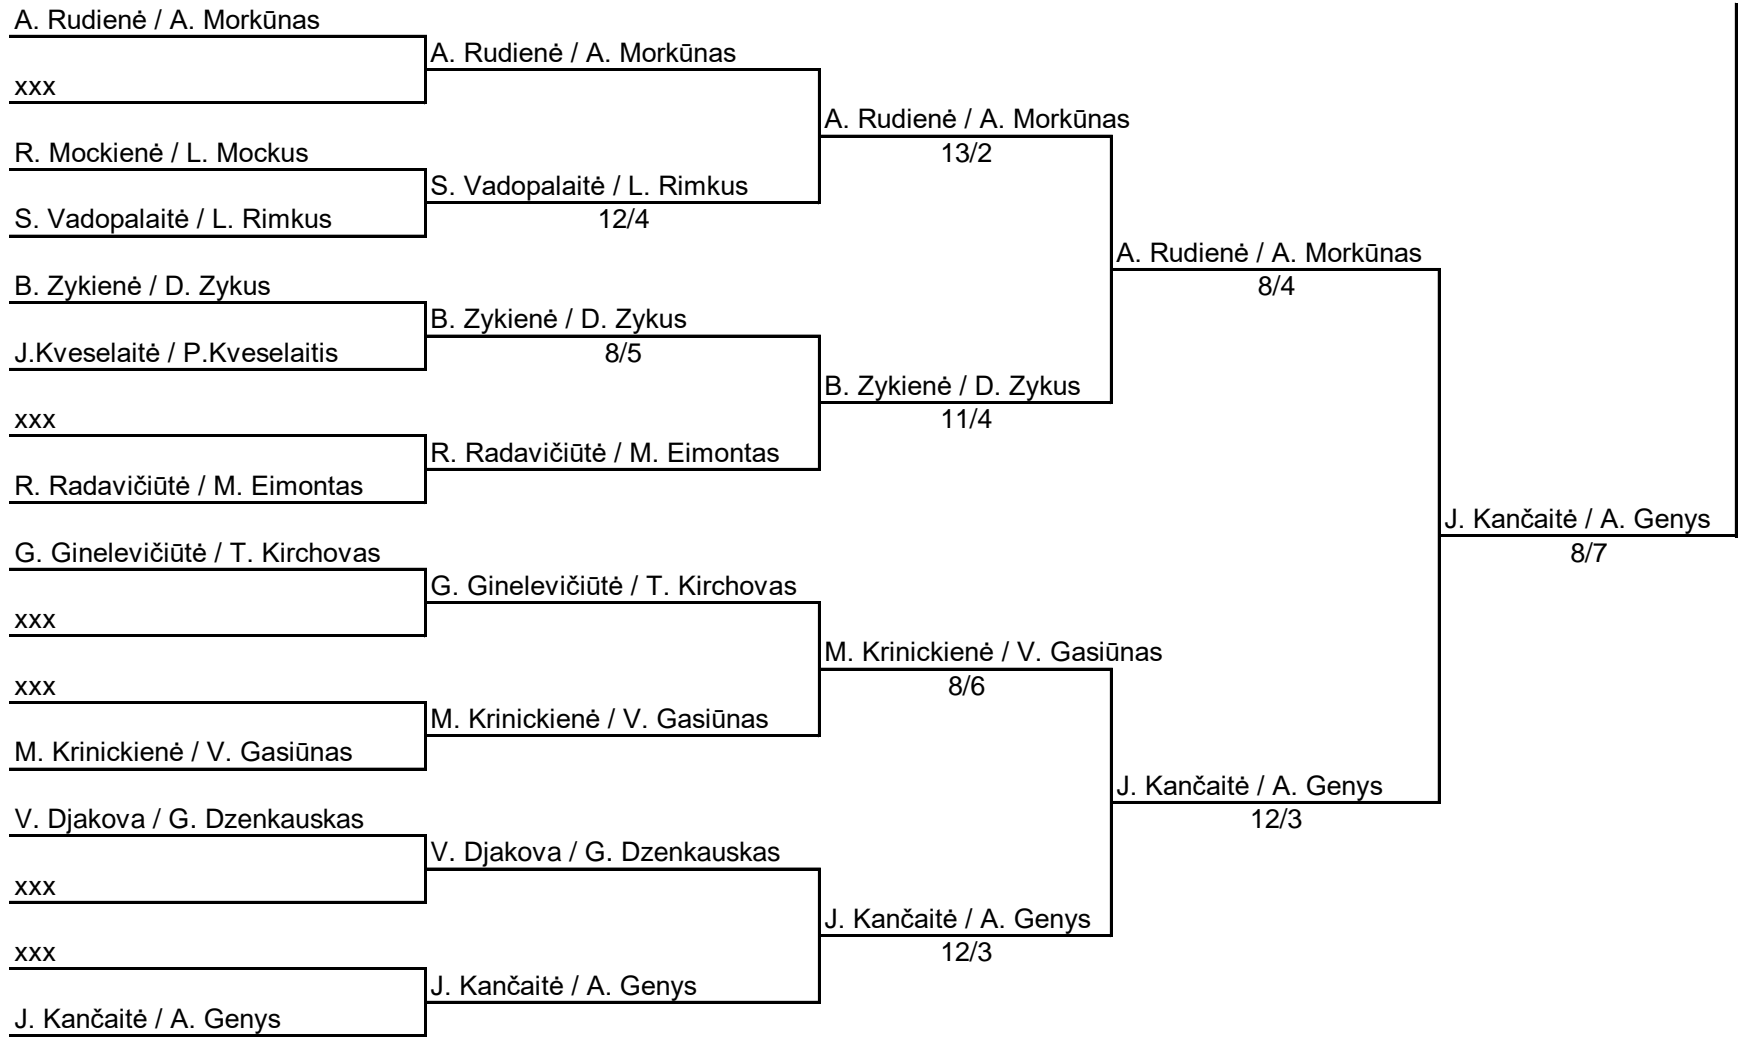 A. Rudienė / A. Morkūnas
xxx
R. Mockienė / L. Mockus
S. Vadopalaitė / L. Rimkus
B. Zykienė / D. Zykus
J.Kveselaitė / P.Kveselaitis
xxx
R. Radavičiūtė / M. Eimontas
G. Ginelevičiūtė / T. Kirchovas
xxx
xxx
M. Krinickienė / V. Gasiūnas
V. Djakova / G. Dzenkauskas
xxx
xxx
J. Kančaitė / A. Genys
A. Rudienė / A. Morkūnas
S. Vadopalaitė / L. Rimkus
12/4
B. Zykienė / D. Zykus
8/5
R. Radavičiūtė / M. Eimontas
G. Ginelevičiūtė / T. Kirchovas
M. Krinickienė / V. Gasiūnas
V. Djakova / G. Dzenkauskas
J. Kančaitė / A. Genys
A. Rudienė / A. Morkūnas
13/2
B. Zykienė / D. Zykus
11/4
M. Krinickienė / V. Gasiūnas
8/6
J. Kančaitė / A. Genys
12/3
A. Rudienė / A. Morkūnas
8/4
J. Kančaitė / A. Genys
12/3
J. Kančaitė / A. Genys
8/7